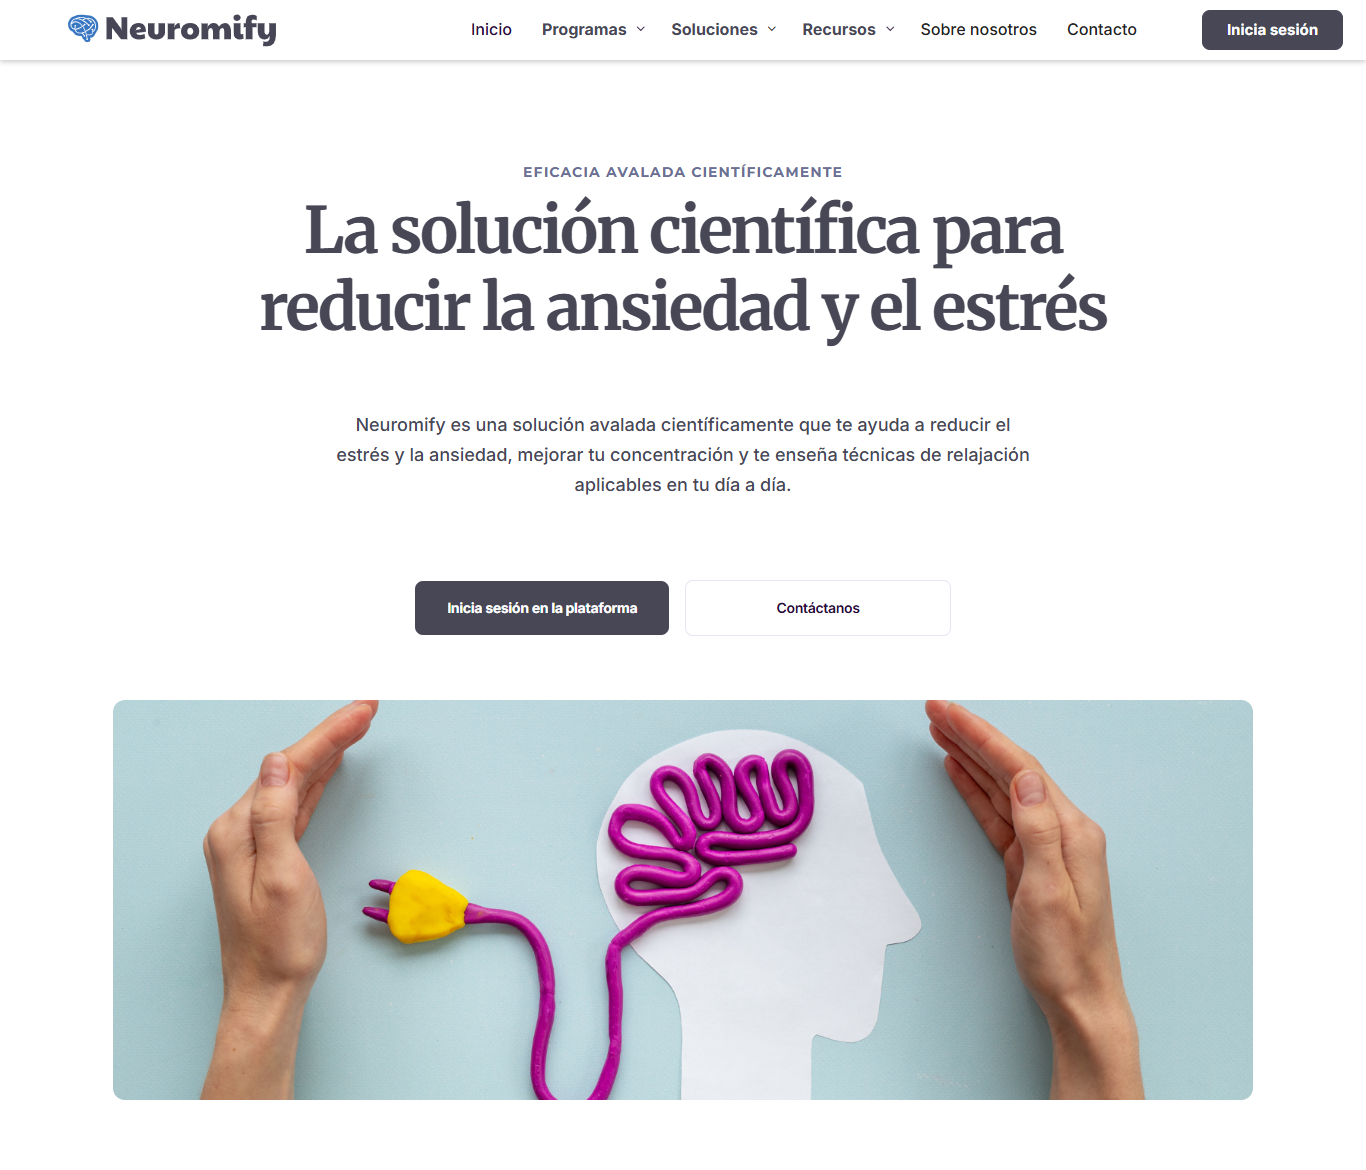 Neuromify
Inicio
Programas
Soluciones
Recursos
Sobre nosotros
Contacto
Inicia sesión
EFICACIA AVALADA CIENTÍFICAMENTE
La solución científica para
reducir la ansiedad y el estrés
Neuromify es una solución avalada científicamente que te ayuda a reducir el
estrés y la ansiedad, mejorar tu concentración y te enseña técnicas de relajación
aplicables en tu día a día.
Inicia sesión en la plataforma
Contáctanos